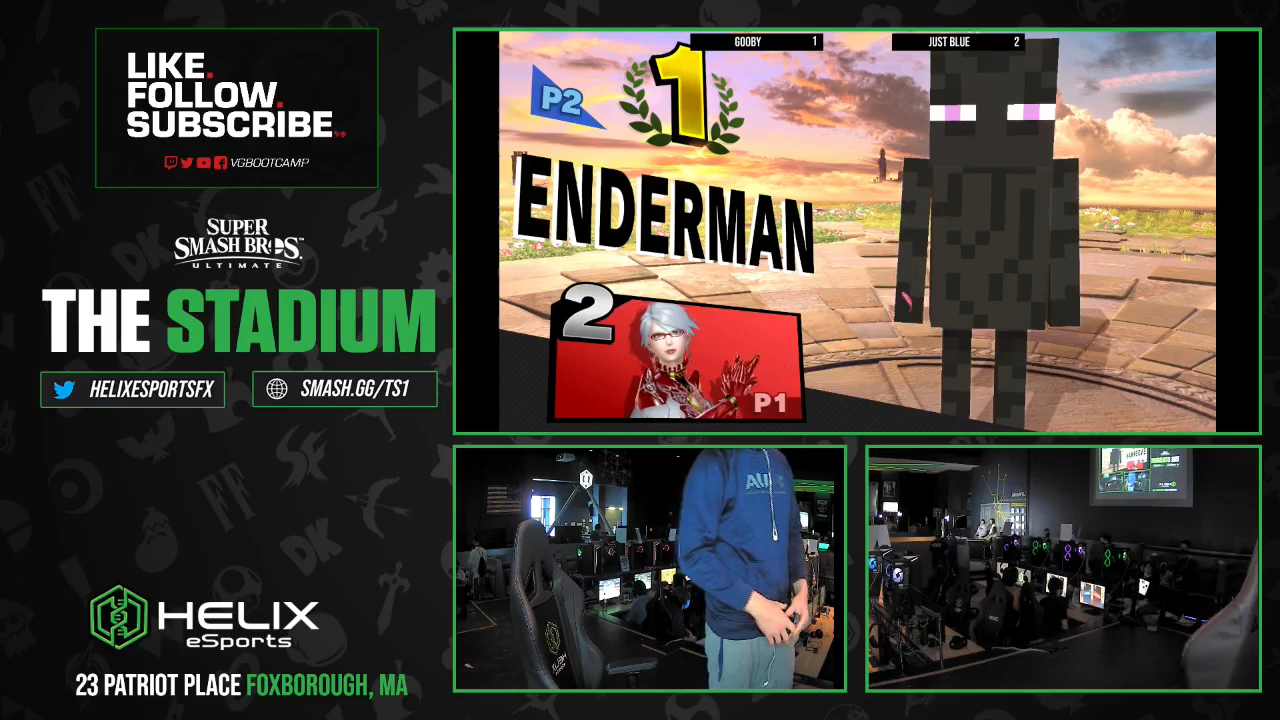 LIKE.
FOLLOW.
SUBSCRIBE.
VGBOOTCAMP
SUPER
SMASH BROS.
ULTIMATE
THE STADIUM
HELIXESPORTSFX
SMASH.GG/TS1
HELIX
eSports
23 PATRIOT PLACE FOXBOROUGH, MA
GOOBY 1
JUST BLUE 2
P2
1
ENDERMAN
2
P1